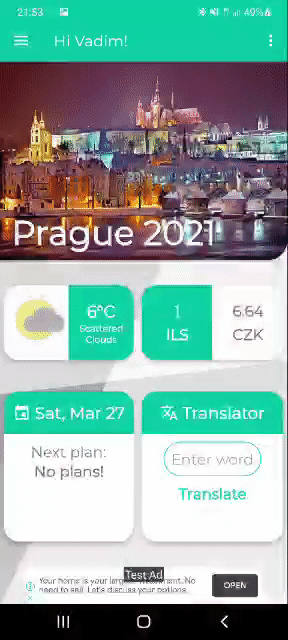 21:53
49%
Hi Vadim!
Prague 2021
6°C
Scattered
Clouds
1
ILS
6.64
CZK
Sat, Mar 27
Translator
Next plan:
No plans!
Enter word
Translate
Test Ad
Your home is your largest investment. No
need to sell. Let's discuss your options.
OPEN